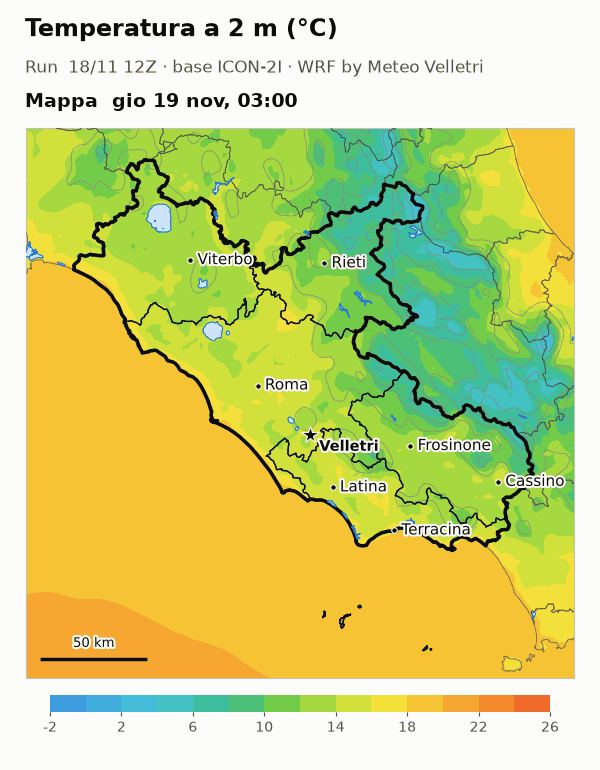 Temperatura a 2 m (°C)
Run  18/11 12Z · base ICON-2I · WRF by Meteo Velletri
Mappa  gio 19 nov, 03:00
Viterbo
Rieti
Roma
Velletri
Frosinone
Cassino
Latina
Terracina
50 km
-2 2 6 10 14 18 22 26